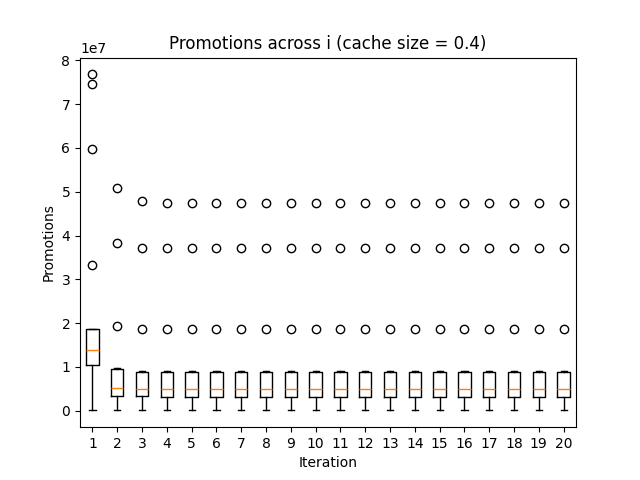 Promotions across i (cache size = 0.4)
1e7
8
7
6
5
4
3
2
1
0
Promotions
1 2 3 4 5 6 7 8 9 10 11 12 13 14 15 16 17 18 19 20
Iteration